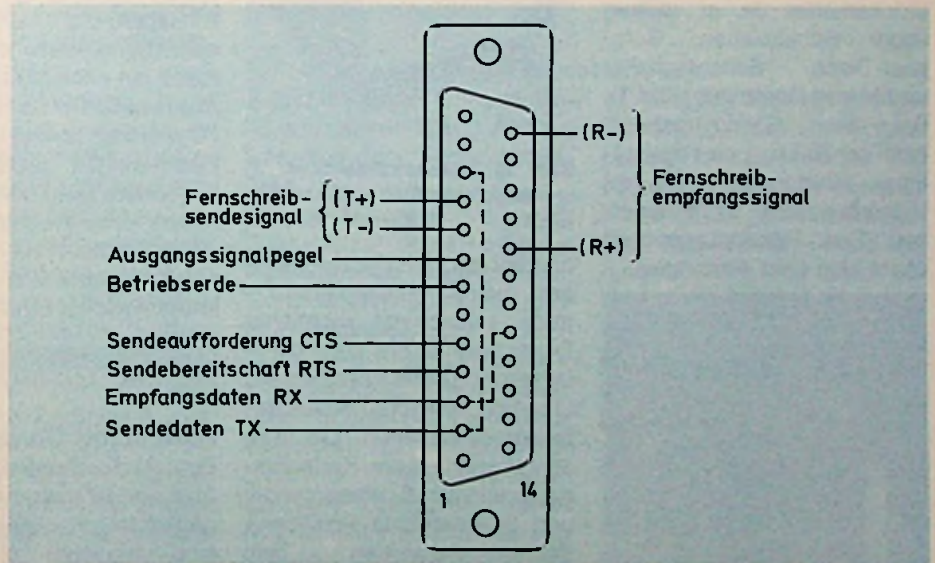 (R-)
Fernschreib-
empfangssignal
(R+)
Fernschreib-
sendesignal
(T+)
(T-)
Ausgangssignalpegel
Betriebserde
Sendeaufforderung CTS
Sendebereitschaft RTS
Empfangsdaten RX
Sendedaten TX
1
14